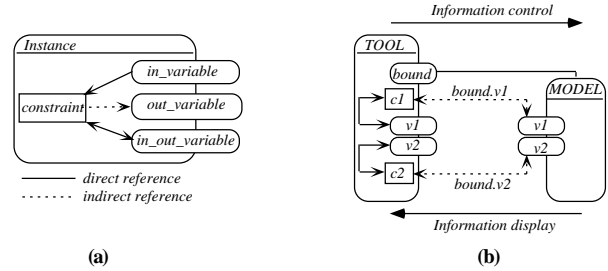 Instance
in_variable
constraint
out_variable
in_out_variable
direct reference
indirect reference
(a)
Information control
TOOL
bound
MODEL
c1
bound.v1
v1
v1
v2
v2
c2
bound.v2
Information display
(b)